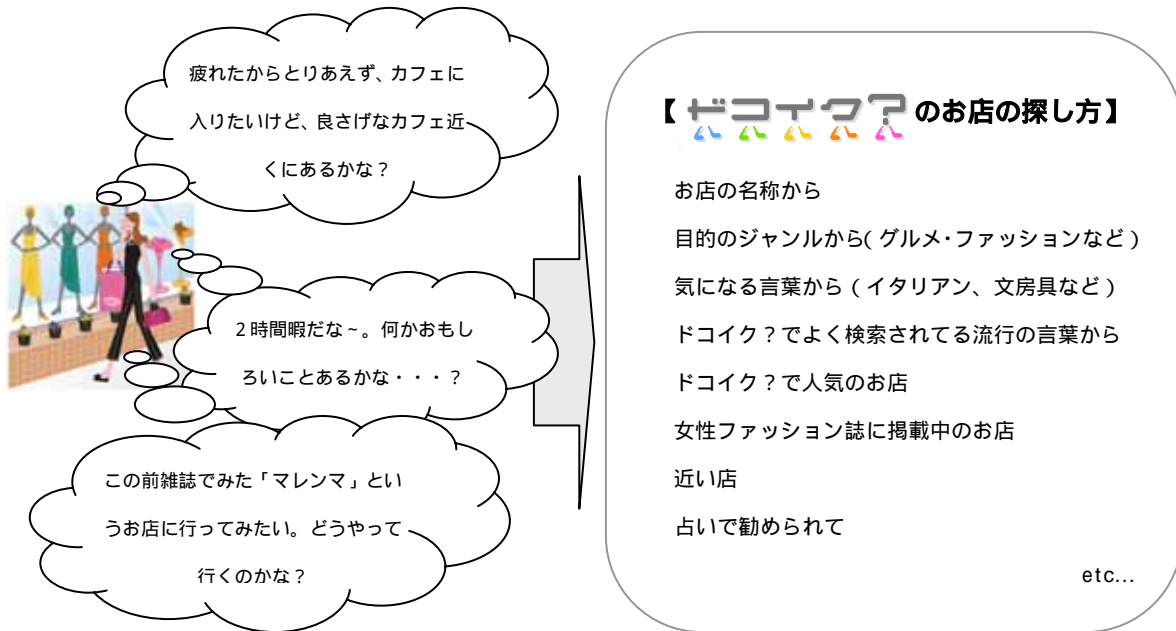 疲れたからとりあえず、カフェに
入りたいけど、良さげなカフェ近
くにあるかな？
２時間暇だな～。何かおもし
ろいことあるかな・・・？
この前雑誌でみた「マレンマ」とい
うお店に行ってみたい。どうやって
行くのかな？
【ドコイク？のお店の探し方】
お店の名称から
目的のジャンルから（グルメ・ファッションなど）
気になる言葉から（イタリアン、文房具など）
ドコイク？でよく検索されてる流行の言葉から
ドコイク？で人気のお店
女性ファッション誌に掲載中のお店
近い店
占いで勧められて
etc...